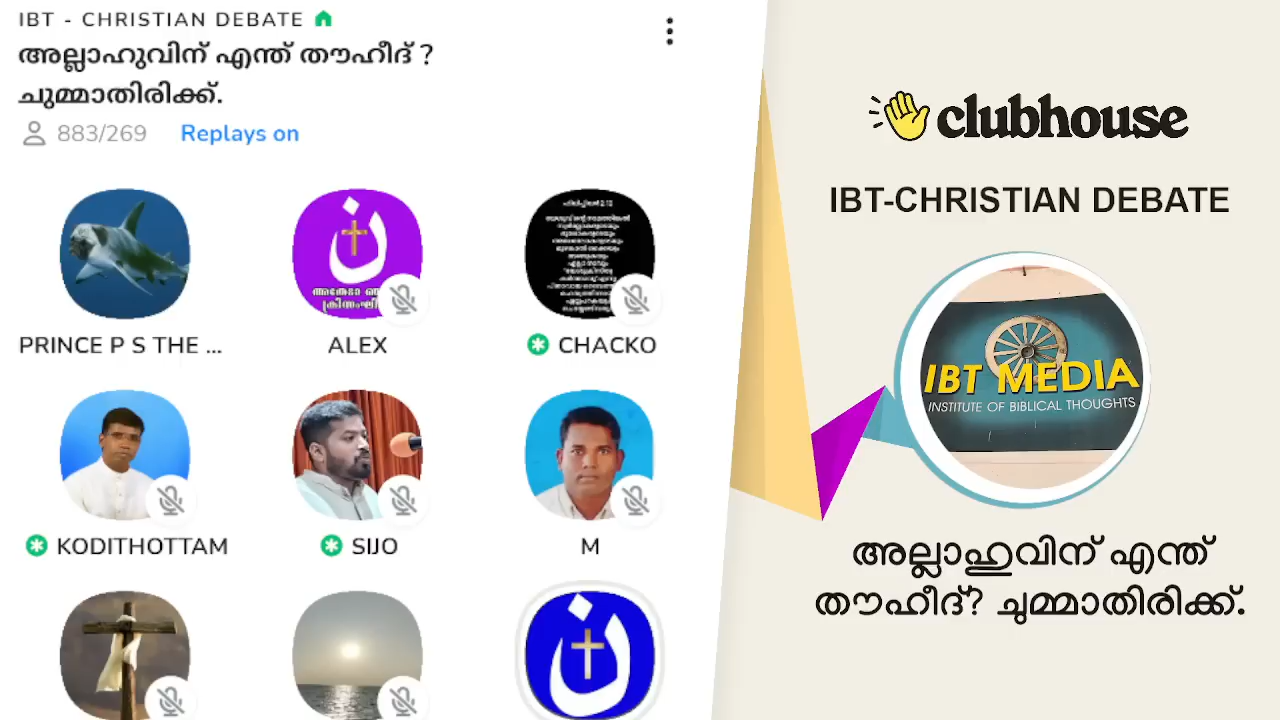 IBT - CHRISTIAN DEBATE
അല്ലാഹുവിന് എന്ത് തൗഹീദ് ?
ചുമ്മാതിരിക്ക്.
883/269 Replays on
PRINCE P S THE ...
ALEX
CHACKO
KODITHOTTAM
SIJO
M
clubhouse
IBT-CHRISTIAN DEBATE
IBT MEDIA
INSTITUTE OF BIBLICAL THOUGHTS
അല്ലാഹുവിന് എന്ത്
തൗഹീദ്? ചുമ്മാതിരിക്ക്.